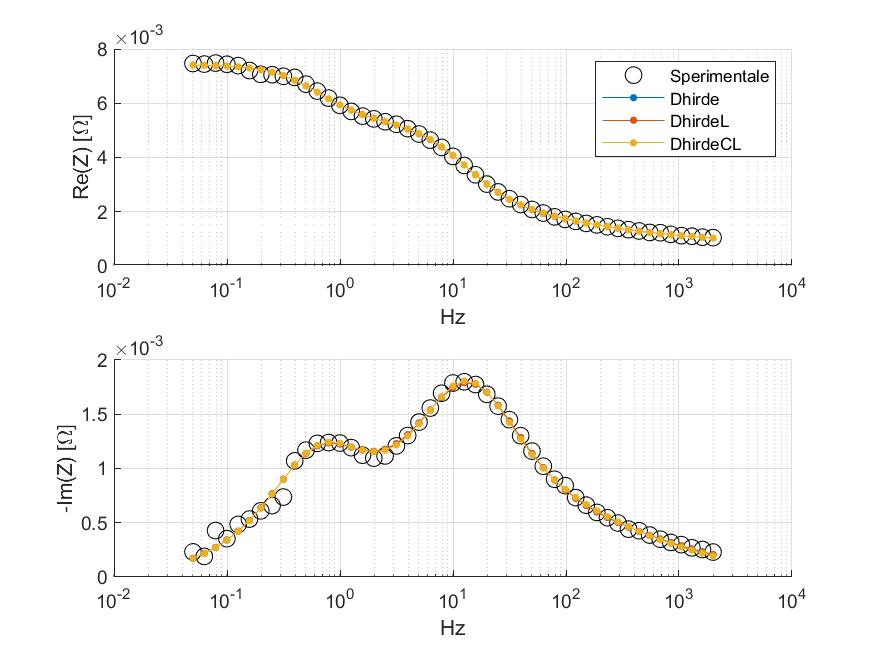 ×10⁻³
8
6
4
2
0
Re(Z) [Ω]
10⁻² 10⁻¹ 10⁰ 10¹ 10² 10³ 10⁴
Hz
Sperimentale
Dhirde
DhirdeL
DhirdeCL
×10⁻³
2
1.5
1
0.5
0
-Im(Z) [Ω]
10⁻² 10⁻¹ 10⁰ 10¹ 10² 10³ 10⁴
Hz